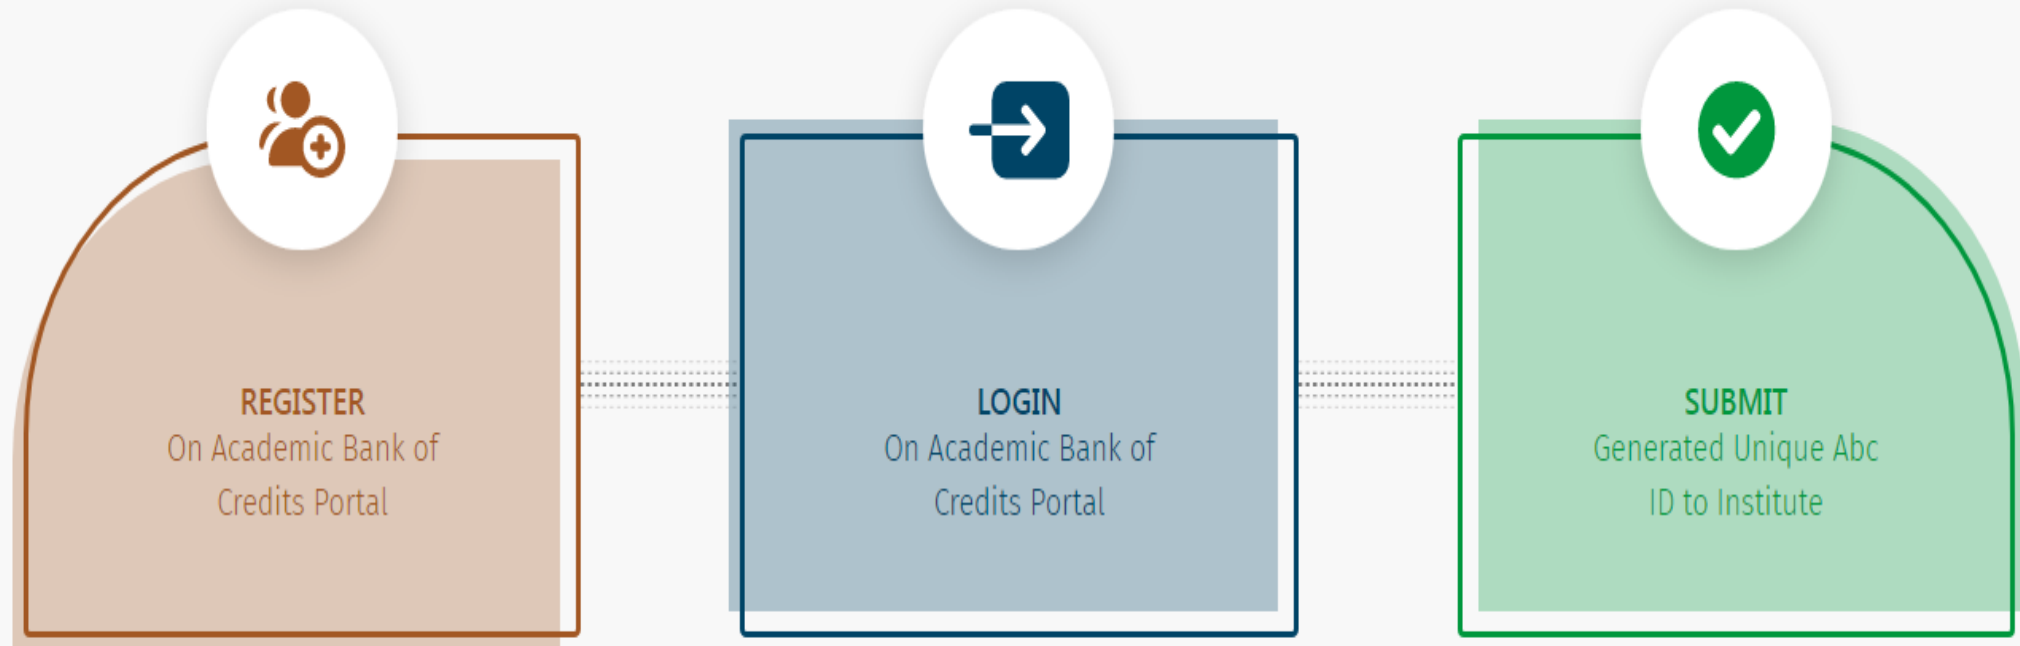 REGISTER
On Academic Bank of
Credits Portal
LOGIN
On Academic Bank of
Credits Portal
SUBMIT
Generated Unique Abc
ID to Institute